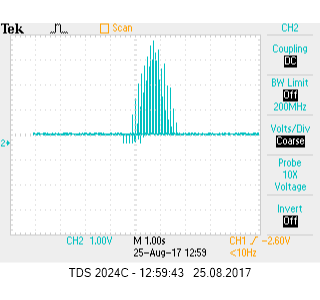 Tek Scan CH2
Coupling
DC
BW Limit
Off
200MHz
Volts/Div
Coarse
2
Probe
10X
Voltage
Invert
Off
CH2 1.00V M 1.00s CH1 -2.60V
25-Aug-17 12:59 <10Hz
TDS 2024C - 12:59:43 25.08.2017